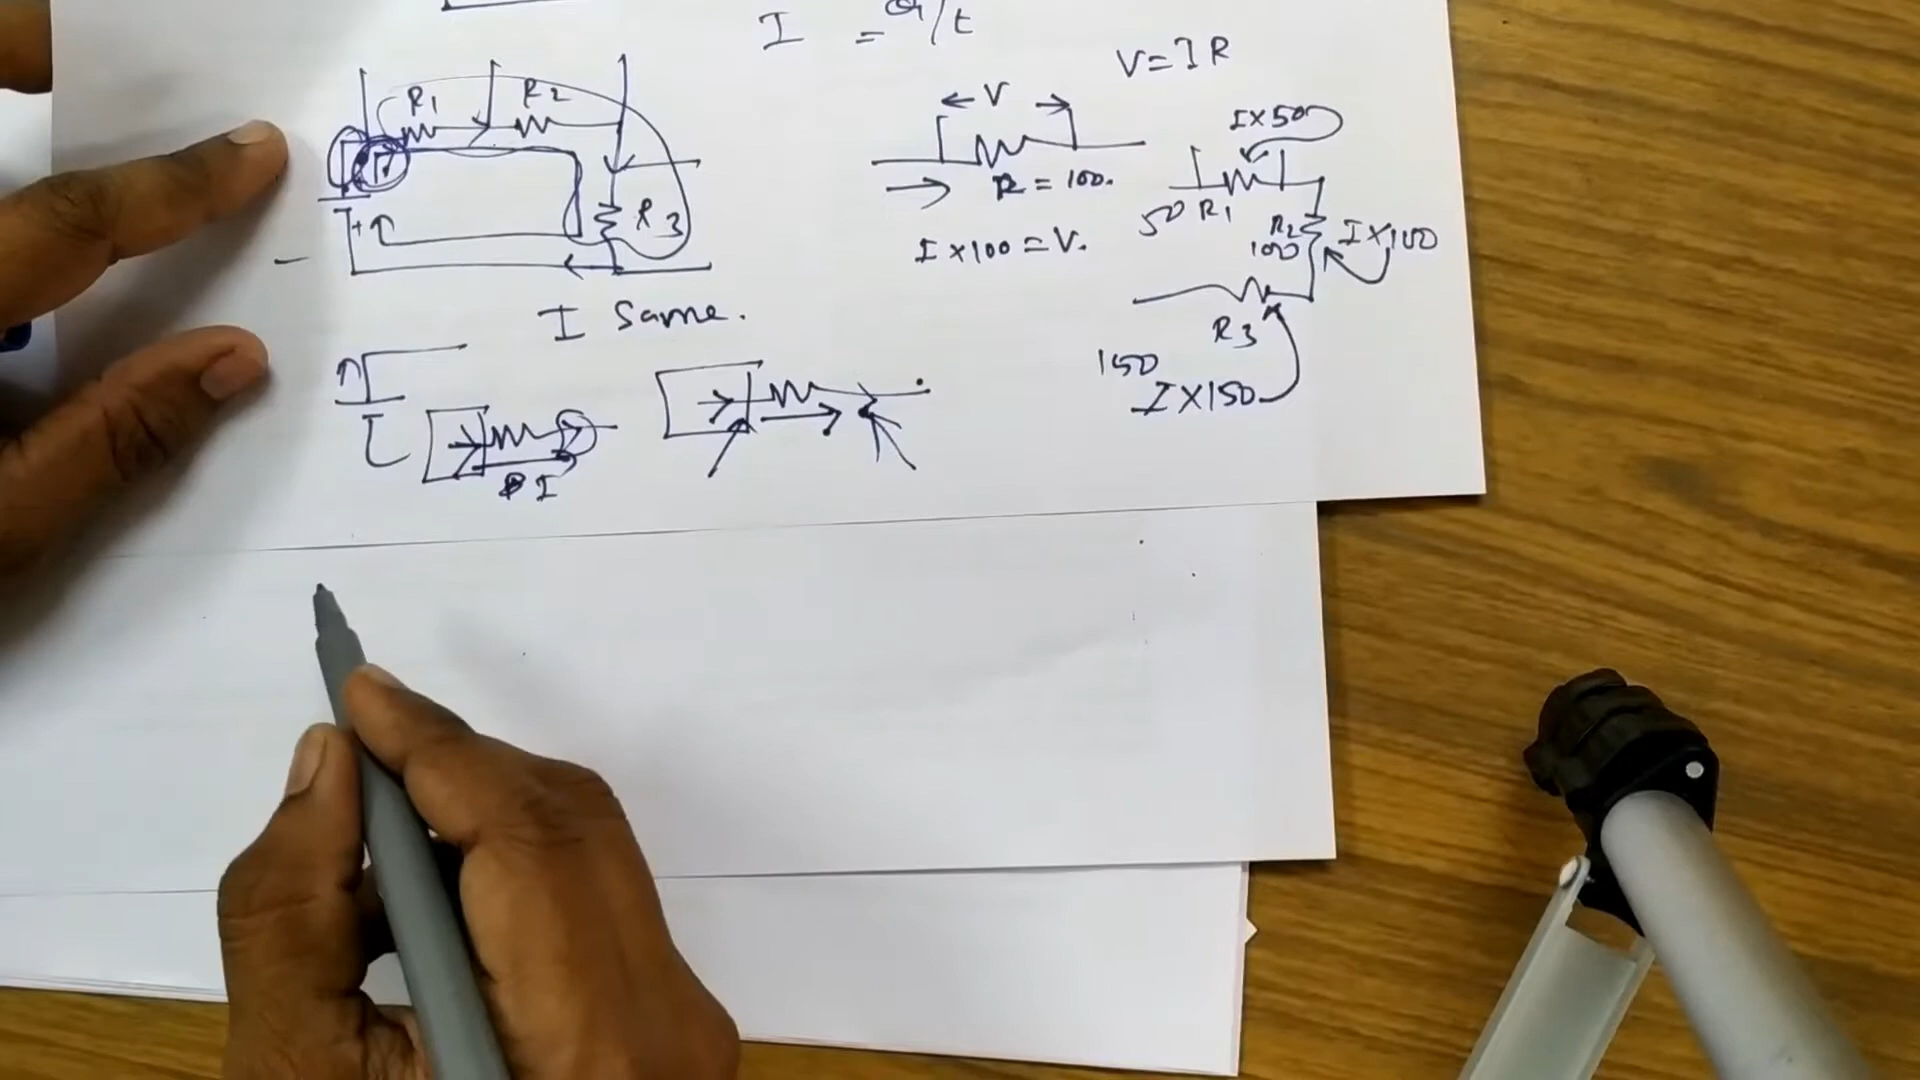 I = Q/t
V = I R
R1 R2
V
I X 50
R = 100.
50 R1
R3
R2
100
I X 100
I X 100 = V.
I Same.
R3
150
I X 150
I